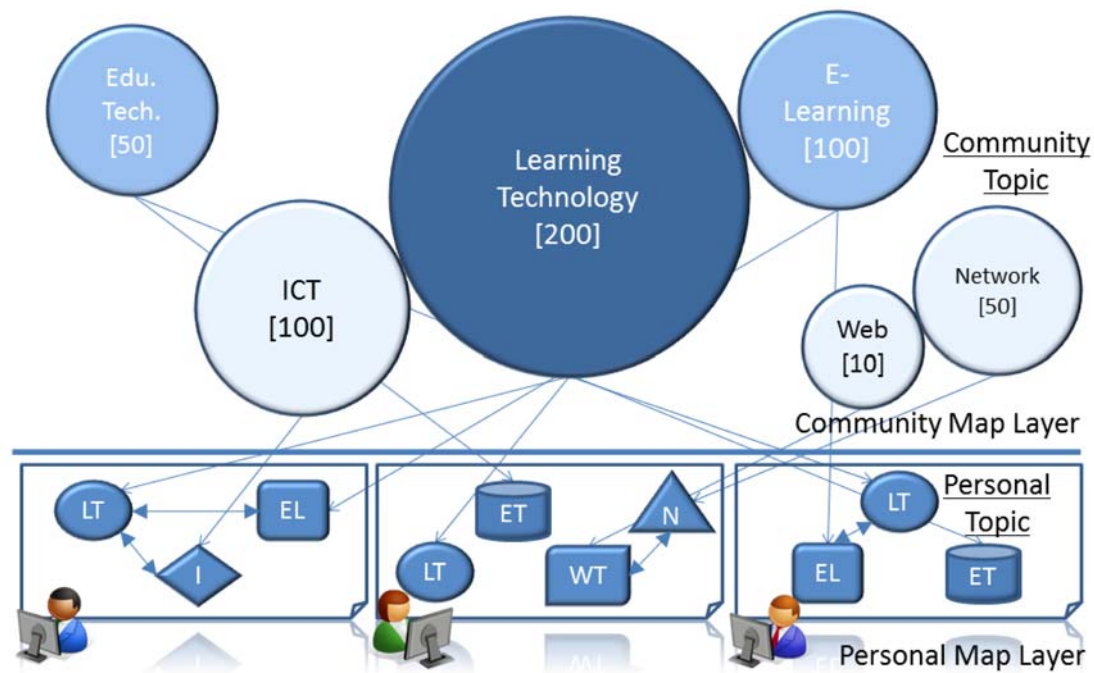 Edu.
Tech.
[50]
Learning
Technology
[200]
E-
Learning
[100]
Community
Topic
ICT
[100]
Network
[50]
Web
[10]
Community Map Layer
LT
EL
I
ET
LT
WT
N
LT
EL
ET
Personal
Topic
Personal Map Layer